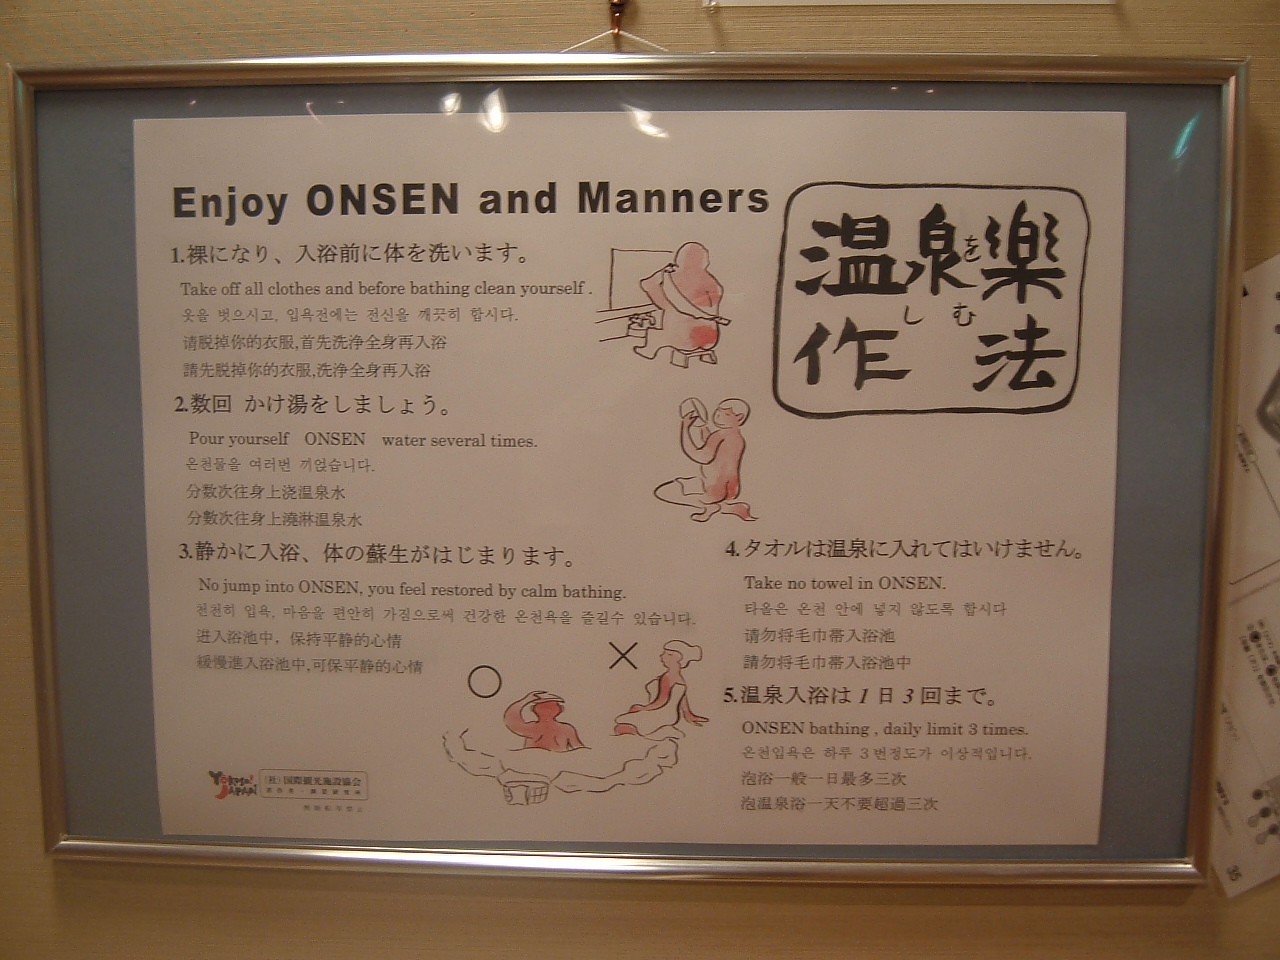 Enjoy ONSEN and Manners
温泉を楽しむ作法
1.裸になり、入浴前に体を洗います。
Take off all clothes and before bathing clean yourself .
옷을 벗으시고, 입욕전에는 전신을 깨끗히 합시다.
请脱掉你的衣服,首先洗浄全身再入浴
請先脱掉你的衣服,洗浄全身再入浴
2.数回 かけ湯をしましょう。
Pour yourself ONSEN water several times.
온천물을 여러번 끼얹습니다.
分数次往身上浇温泉水
分數次往身上澆淋温泉水
3.静かに入浴、体の蘇生がはじまります。
No jump into ONSEN, you feel restored by calm bathing.
천천히 입욕, 마음을 편안히 가짐으로써 건강한 온천욕을 즐길수 있습니다.
进入浴池中，保持平静的心情
緩慢進入浴池中,可保平静的心情
4.タオルは温泉に入れてはいけません。
Take no towel in ONSEN.
타올은 온천 안에 넣지 않도록 합시다
请勿将毛巾帯入浴池
請勿将毛巾帯入浴池中
5.温泉入浴は1日3回まで。
ONSEN bathing , daily limit 3 times.
온천입욕은 하루 3번정도가 이상적입니다.
泡浴一般一日最多三次
泡温泉浴一天不要超過三次
Yokoso! JAPAN
（社）国際観光施設協会
35